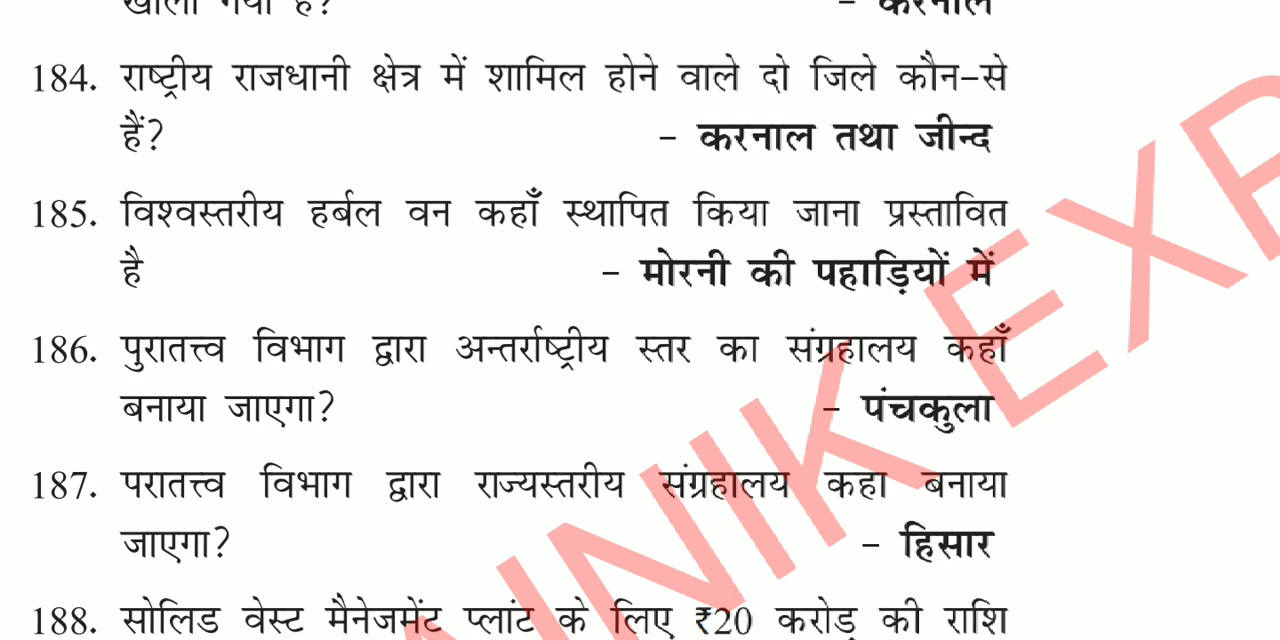 खोला गया है? – करनाल
184. राष्ट्रीय राजधानी क्षेत्र में शामिल होने वाले दो जिले कौन-से
हैं? – करनाल तथा जीन्द
185. विश्वस्तरीय हर्बल वन कहाँ स्थापित किया जाना प्रस्तावित
है – मोरनी की पहाड़ियों में
186. पुरातत्त्व विभाग द्वारा अन्तर्राष्ट्रीय स्तर का संग्रहालय कहाँ
बनाया जाएगा? – पंचकुला
187. परातत्त्व विभाग द्वारा राज्यस्तरीय संग्रहालय कहा बनाया
जाएगा? – हिसार
188. सोलिड वेस्ट मैनेजमेंट प्लांट के लिए ₹20 करोड़ की राशि